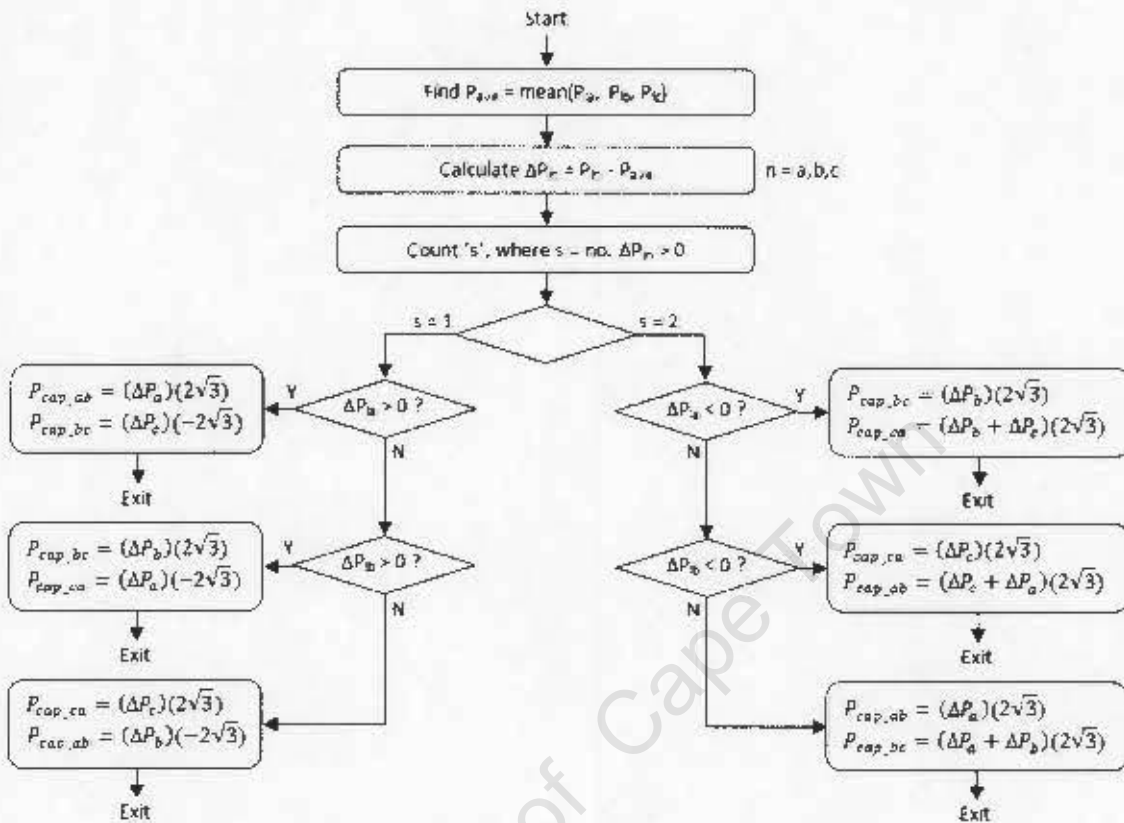 Start
Find P_ave = mean(P_a, P_b, P_c)
Calculate ΔP_n = P_n - P_ave
n = a,b,c
Count 's', where s = no. ΔP_n > 0
s = 1
s = 2
P_cap_ab = (ΔP_a)(2√3)
P_cap_bc = (ΔP_c)(-2√3)
Y
ΔP_a > 0 ?
N
Exit
ΔP_a < 0 ?
Y
N
P_cap_bc = (ΔP_b)(2√3)
P_cap_ca = (ΔP_b + ΔP_c)(2√3)
Exit
P_cap_bc = (ΔP_b)(2√3)
P_cap_ca = (ΔP_a)(-2√3)
Y
ΔP_b > 0 ?
N
Exit
ΔP_b < 0 ?
Y
N
P_cap_ca = (ΔP_c)(2√3)
P_cap_ab = (ΔP_c + ΔP_a)(2√3)
Exit
P_cap_ca = (ΔP_c)(2√3)
P_cap_ab = (ΔP_b)(-2√3)
Exit
P_cap_ab = (ΔP_a)(2√3)
P_cap_bc = (ΔP_a + ΔP_b)(2√3)
Exit
of Cape Town